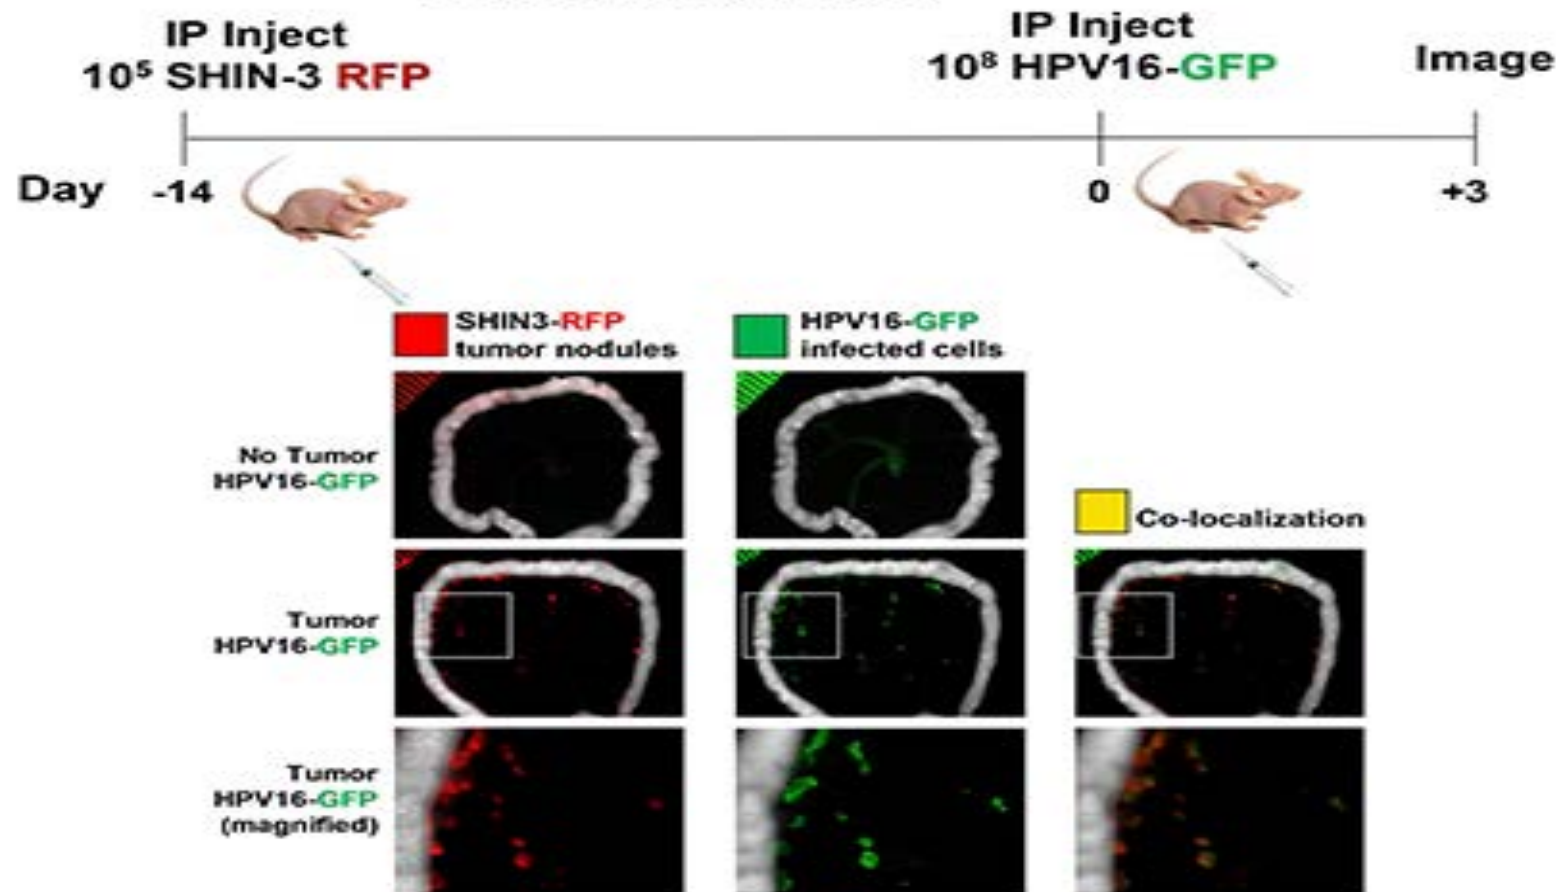 IP Inject
10⁵ SHIN-3 RFP
IP Inject
10⁸ HPV16-GFP
Image
Day -14 0 +3
SHIN3-RFP
tumor nodules
HPV16-GFP
infected cells
No Tumor
HPV16-GFP
Co-localization
Tumor
HPV16-GFP
Tumor
HPV16-GFP
(magnified)